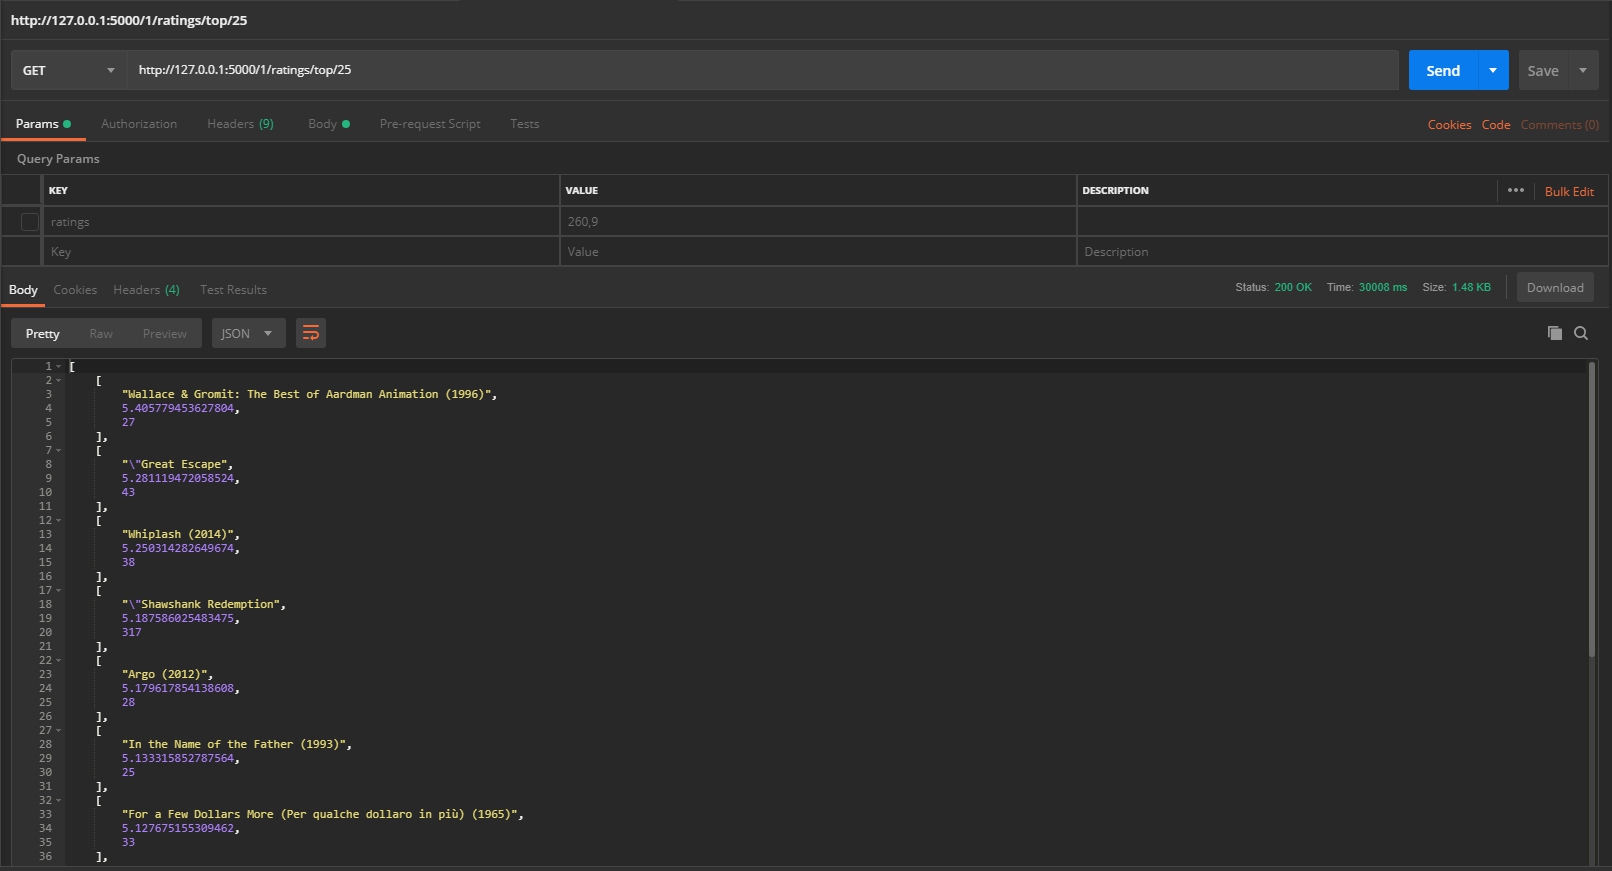 http://127.0.0.1:5000/1/ratings/top/25
GET http://127.0.0.1:5000/1/ratings/top/25 Send Save
Params Authorization Headers (9) Body Pre-request Script Tests Cookies Code Comments (0)
Query Params
KEY VALUE DESCRIPTION ••• Bulk Edit
ratings 260,9
Key Value Description
Body Cookies Headers (4) Test Results Status: 200 OK Time: 30008 ms Size: 1.48 KB Download
Pretty Raw Preview JSON
1 [
2 [
3 "Wallace & Gromit: The Best of Aardman Animation (1996)",
4 5.405779453627804,
5 27
6 ],
7 [
8 "\"Great Escape",
9 5.281119472058524,
10 43
11 ],
12 [
13 "Whiplash (2014)",
14 5.250314282649674,
15 38
16 ],
17 [
18 "\"Shawshank Redemption",
19 5.187586025483475,
20 317
21 ],
22 [
23 "Argo (2012)",
24 5.179617854138608,
25 28
26 ],
27 [
28 "In the Name of the Father (1993)",
29 5.133315852787564,
30 25
31 ],
32 [
33 "For a Few Dollars More (Per qualche dollaro in più) (1965)",
34 5.127675155309462,
35 33
36 ],